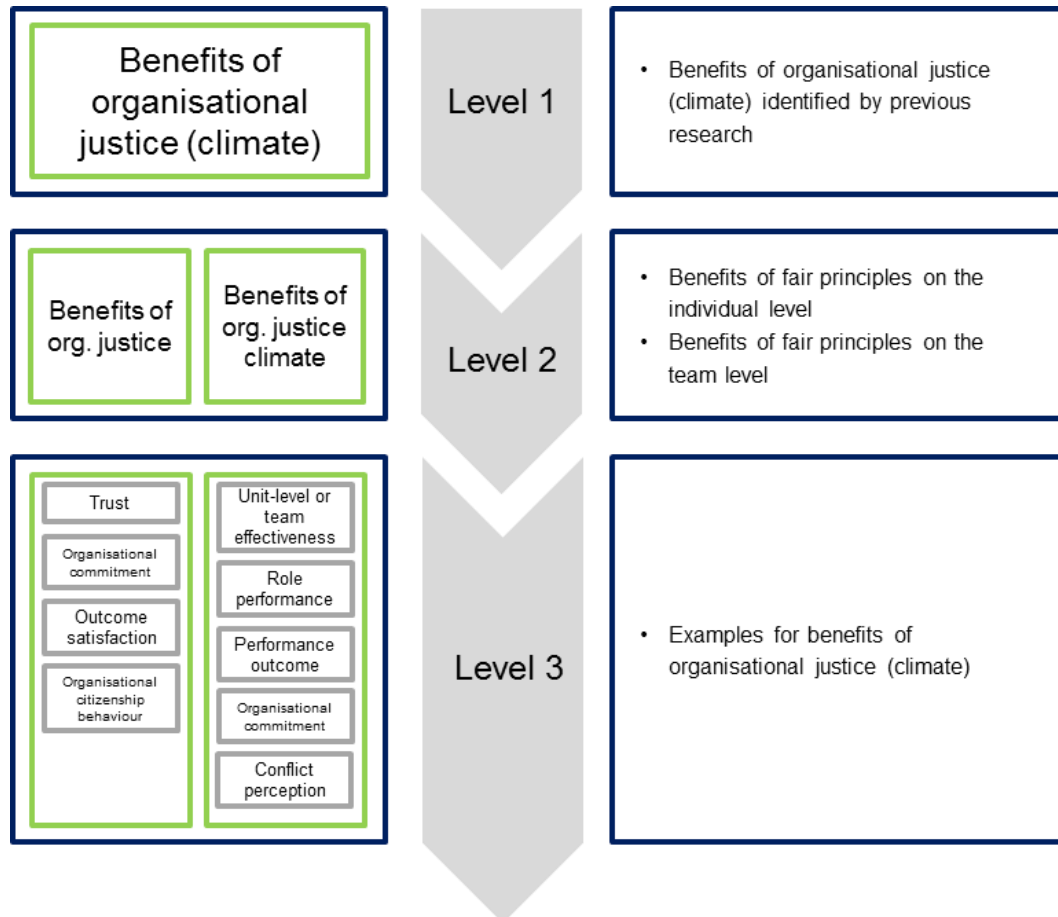 Benefits of
organisational
justice (climate)
Level 1
• Benefits of organisational justice
(climate) identified by previous
research
Benefits of
org. justice
Benefits of
org. justice
climate
Level 2
• Benefits of fair principles on the
individual level
• Benefits of fair principles on the
team level
Trust
Organisational
commitment
Outcome
satisfaction
Organisational
citizenship
behaviour
Unit-level or
team
effectiveness
Role
performance
Performance
outcome
Organisational
commitment
Conflict
perception
Level 3
• Examples for benefits of
organisational justice (climate)